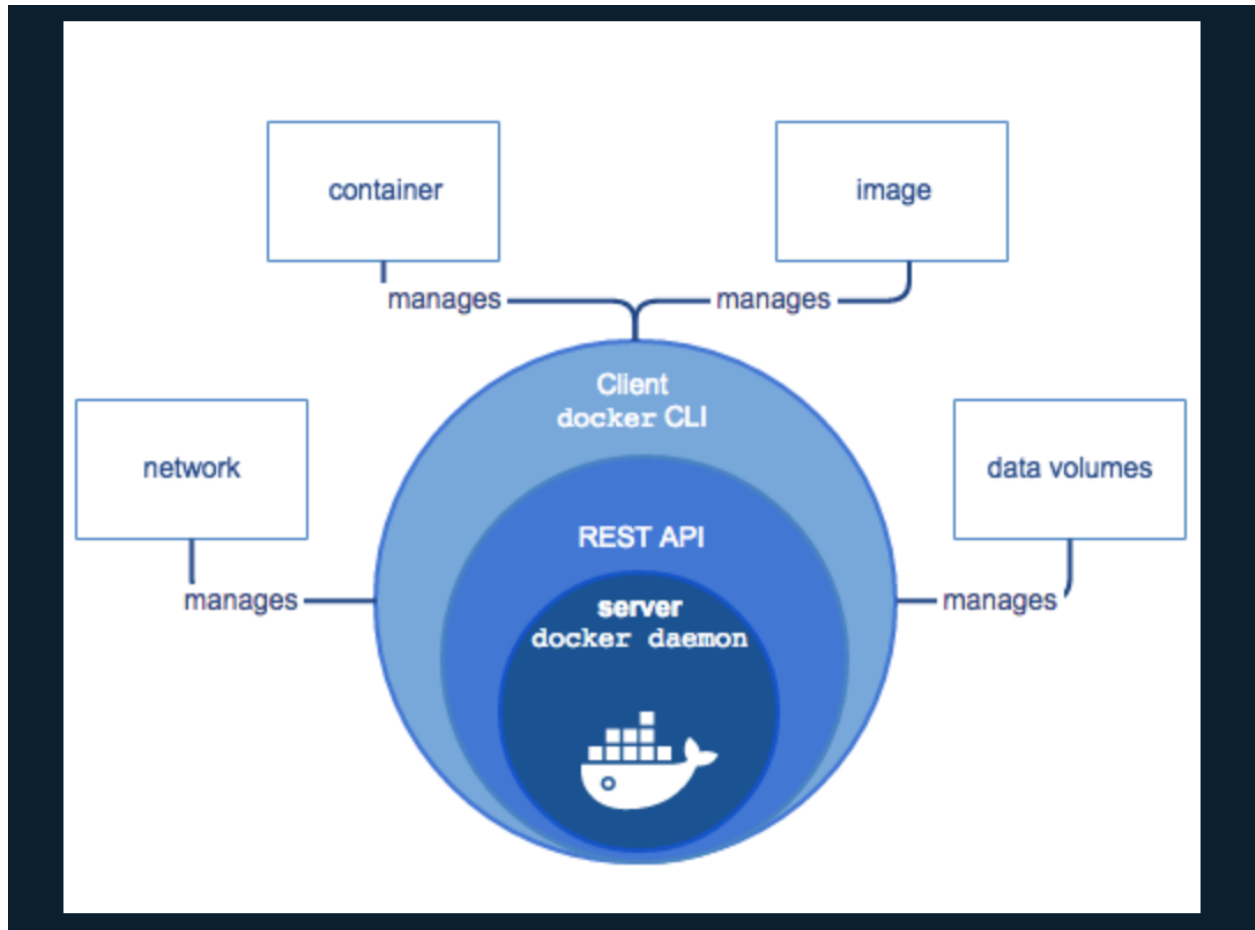 container
image
manages
manages
Client
docker CLI
network
data volumes
REST API
manages
server
docker daemon
manages